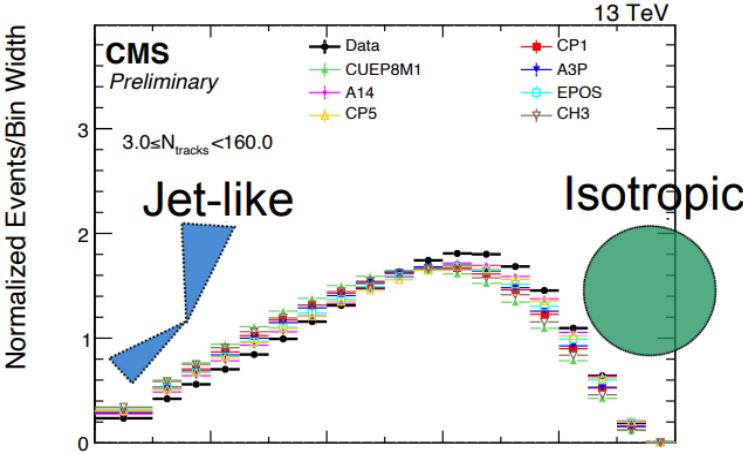 13 TeV
Normalized Events/Bin Width
CMS
Preliminary
Data
CUEP8M1
A14
CP5
CP1
A3P
EPOS
CH3
3.0≤N_tracks<160.0
Jet-like
Isotropic
3
2
1
0